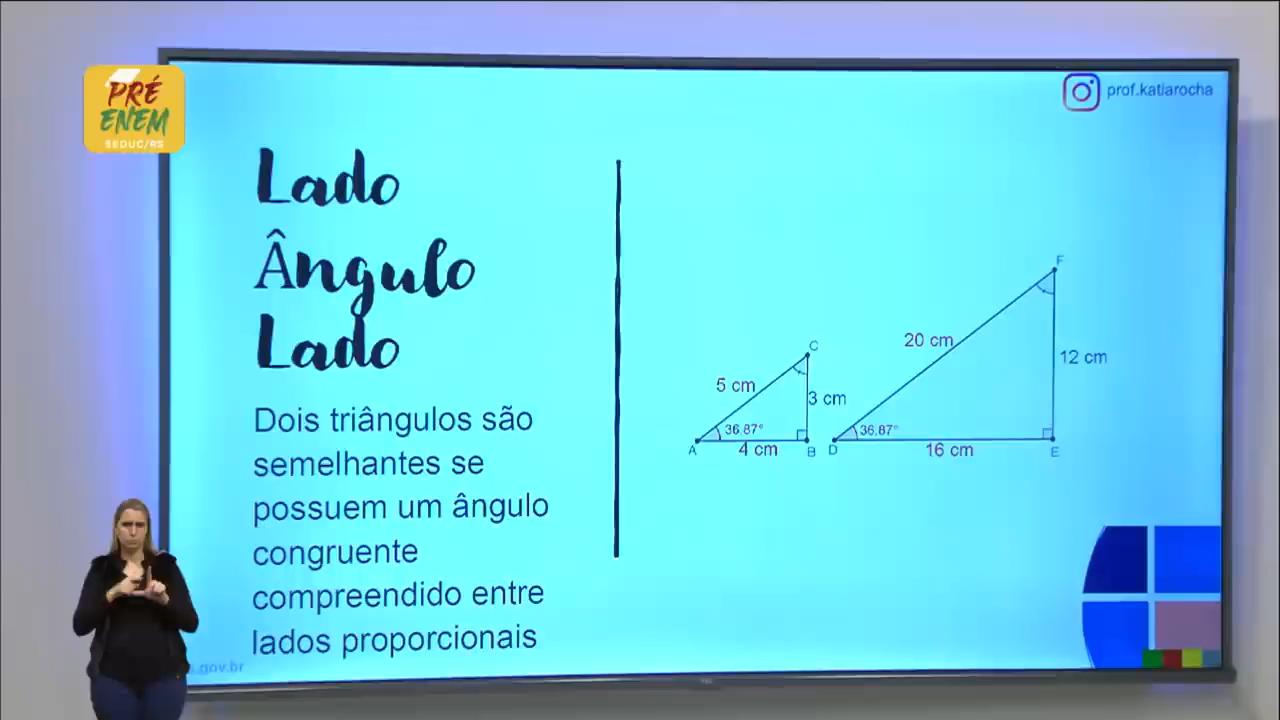 PRÉ
ENEM
SEDUC/RS
prof.katiarocha
Lado
Ângulo
Lado
Dois triângulos são
semelhantes se
possuem um ângulo
congruente
compreendido entre
lados proporcionais
C
5 cm
3 cm
36.87°
A
4 cm
B
F
20 cm
12 cm
36.87°
D
16 cm
E
.gov.br